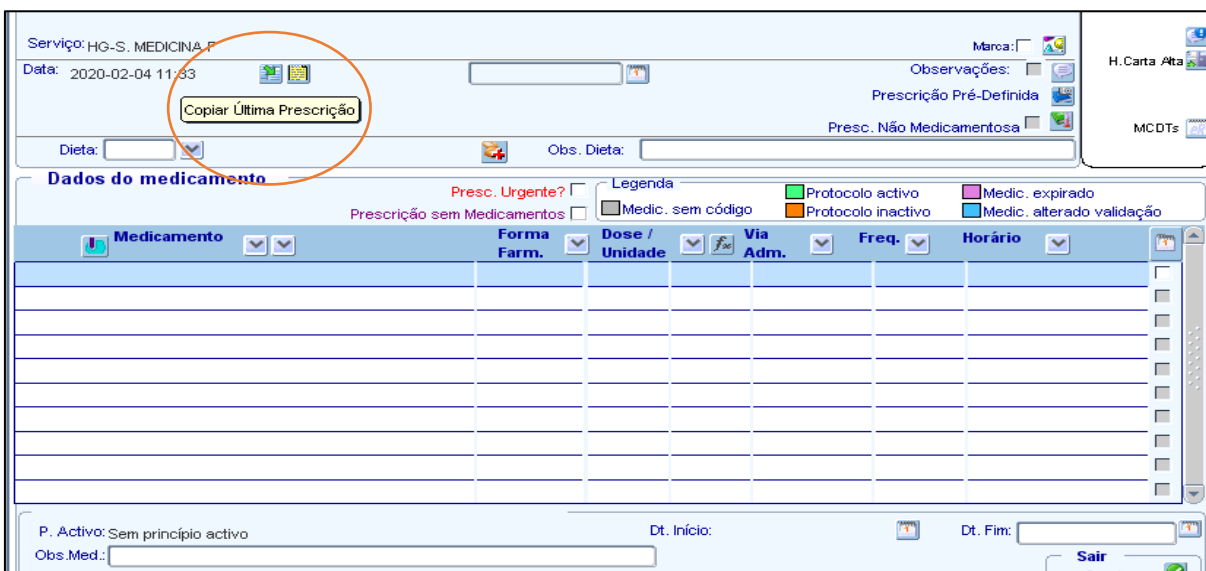 Serviço: HG-S. MEDICINA
Marca:
H.Carta Alta
Data: 2020-02-04 11:33
Observações:
Copiar Última Prescrição
Prescrição Pré-Definida
Presc. Não Medicamentosa
MCDTs
Dieta:
Obs. Dieta:
Dados do medicamento
Presc. Urgente?
Legenda
Protocolo activo
Medic. expirado
Prescrição sem Medicamentos
Medic. sem código
Protocolo inactivo
Medic. alterado validação
Medicamento
Forma Farm.
Dose / Unidade
Via Adm.
Freq.
Horário
P. Activo: Sem princípio activo
Dt. Início:
Dt. Fim:
Obs.Med.:
Sair